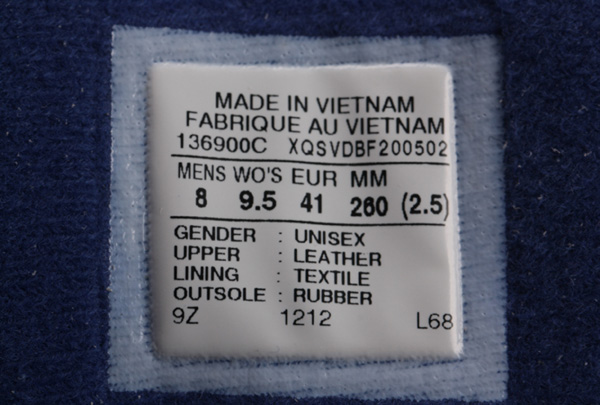 MADE IN VIETNAM
FABRIQUE AU VIETNAM
136900C XQSVDBF200502
MENS WO'S EUR MM
8 9.5 41 260 (2.5)
GENDER : UNISEX
UPPER : LEATHER
LINING : TEXTILE
OUTSOLE : RUBBER
9Z 1212 L68